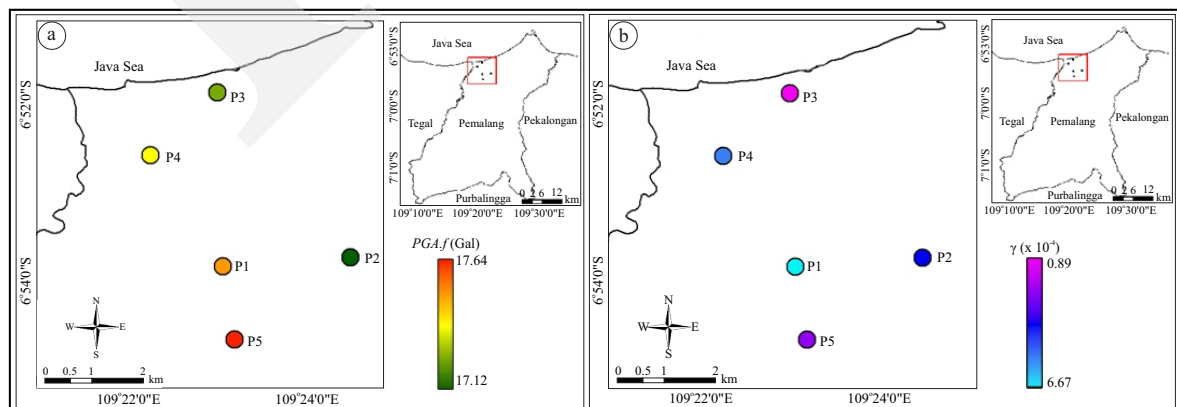 a
Java Sea
P3
P4
P1
P2
P5
N
W E
S
0 0.5 1 2
km
6°52'0"S
6°54'0"S
109°22'0"E 109°24'0"E
Java Sea
Tegal Pemalang Pekalongan
Purbalingga
0 2 6 12
km
6°53'0"S
7°0'0"S
7°1'0"S
109°10'0"E 109°20'0"E 109°30'0"E
PGA.f (Gal)
17.64
17.12
b
Java Sea
P3
P4
P1
P2
P5
N
W E
S
0 0.5 1 2
km
6°52'0"S
6°54'0"S
109°22'0"E 109°24'0"E
Java Sea
Tegal Pemalang Pekalongan
Purbalingga
0 2 6 12
km
6°53'0"S
7°0'0"S
7°1'0"S
109°10'0"E 109°20'0"E 109°30'0"E
γ (x 10⁻⁴)
0.89
6.67